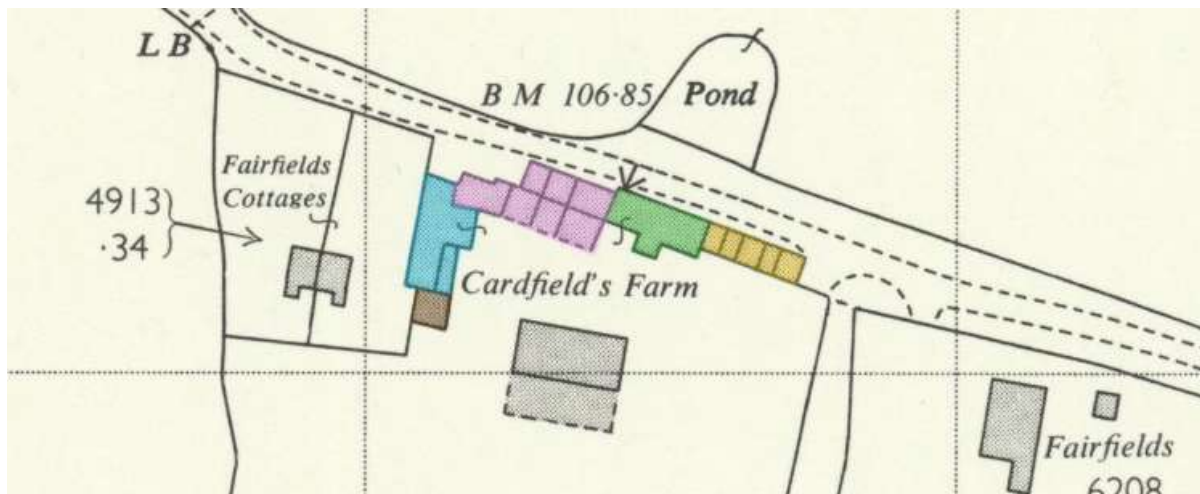 L B
B M 106·85
Pond
Fairfields
Cottages
4913
·34
Cardfield's Farm
Fairfields
6208